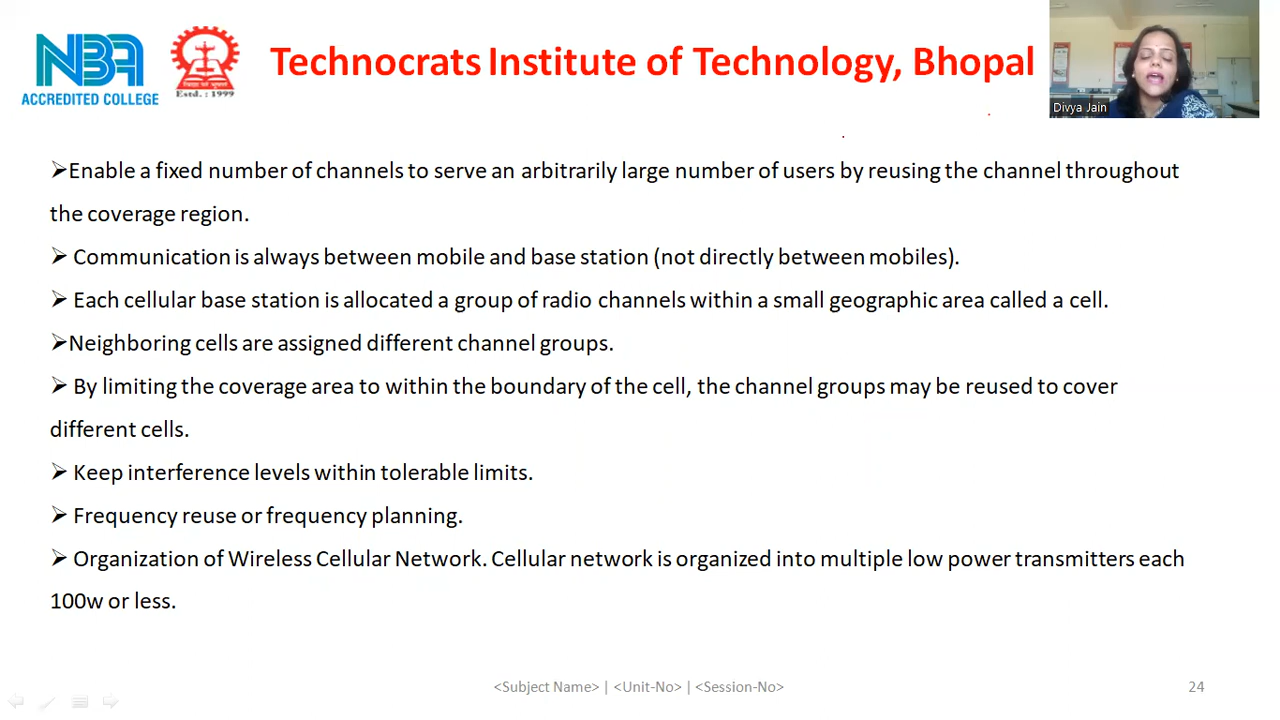 NBA
ACCREDITED COLLEGE
Estd. : 1999
Technocrats Institute of Technology, Bhopal
Divya Jain
➢Enable a fixed number of channels to serve an arbitrarily large number of users by reusing the channel throughout
the coverage region.
➢ Communication is always between mobile and base station (not directly between mobiles).
➢ Each cellular base station is allocated a group of radio channels within a small geographic area called a cell.
➢Neighboring cells are assigned different channel groups.
➢ By limiting the coverage area to within the boundary of the cell, the channel groups may be reused to cover
different cells.
➢ Keep interference levels within tolerable limits.
➢ Frequency reuse or frequency planning.
➢ Organization of Wireless Cellular Network. Cellular network is organized into multiple low power transmitters each
100w or less.
<Subject Name> | <Unit-No> | <Session-No>
24